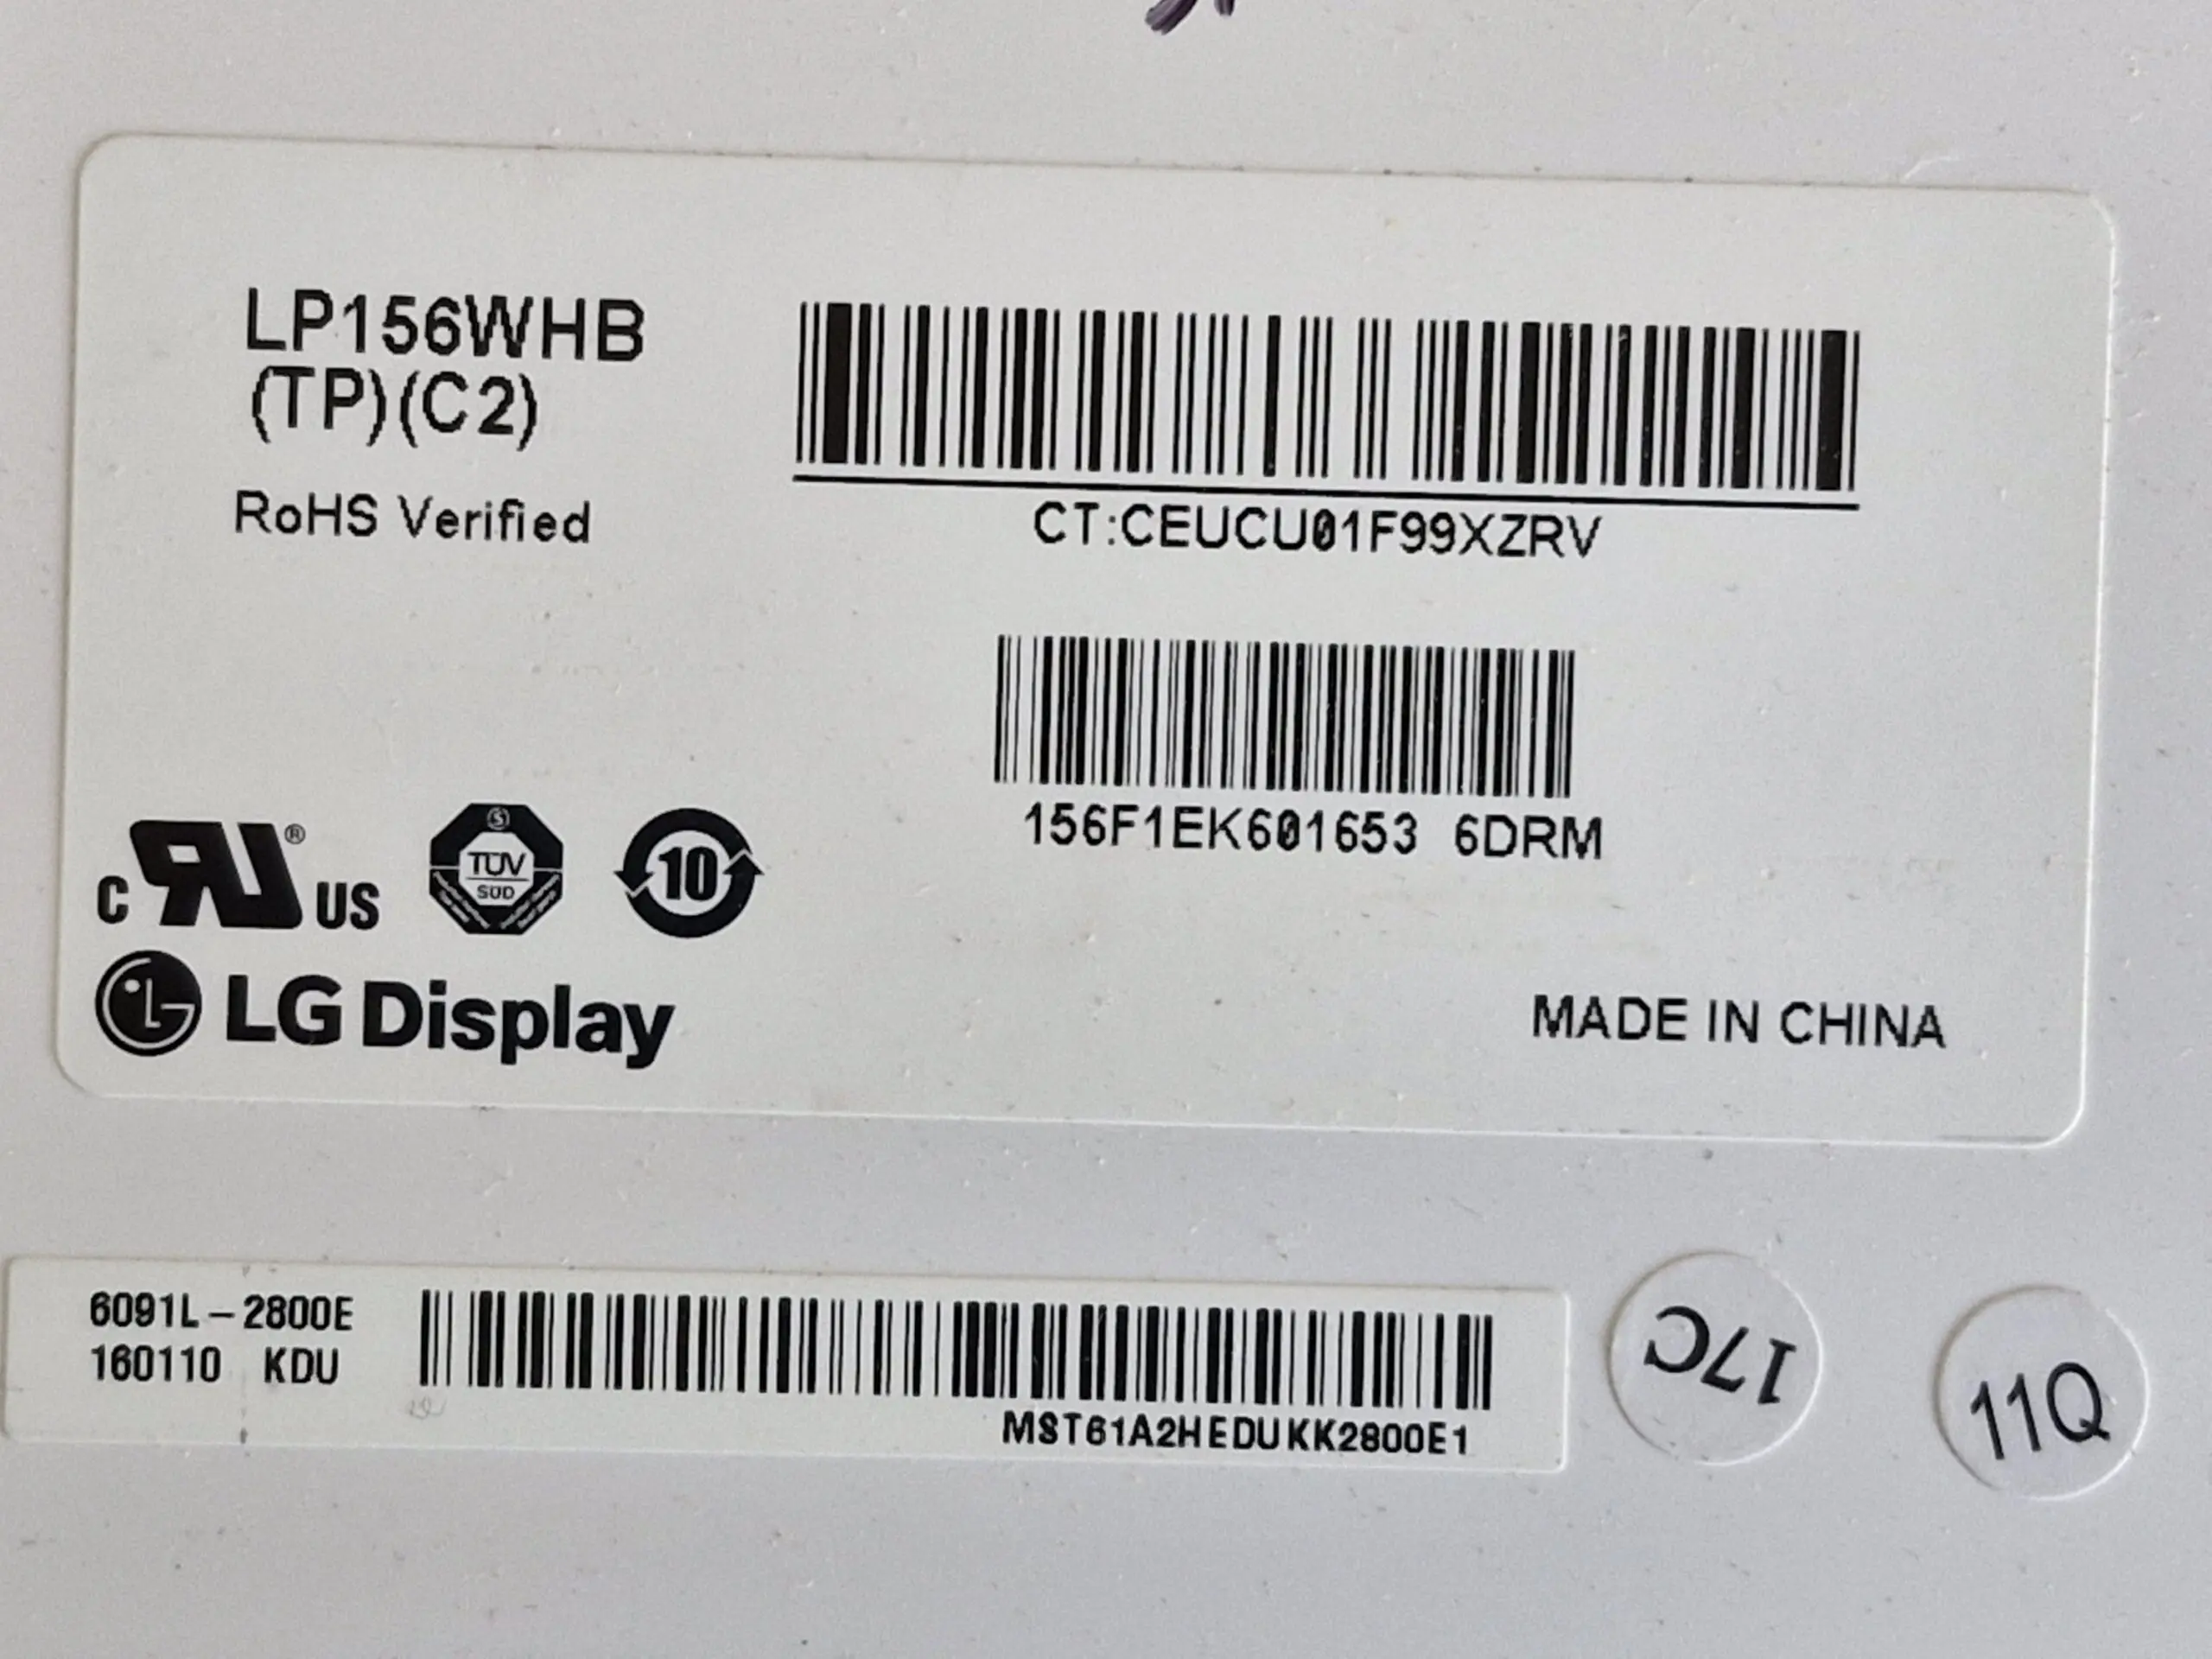 LP156WHB
(TP)(C2)
RoHS Verified
CT:CEUCU01F99XZRV
156F1EK601653 6DRM
c RU ® US
TÜV
SÜD
10
LG Display
MADE IN CHINA
6091L-2800E
160110 KDU
MST61A2HEDUKK2800E1
17C
11Q